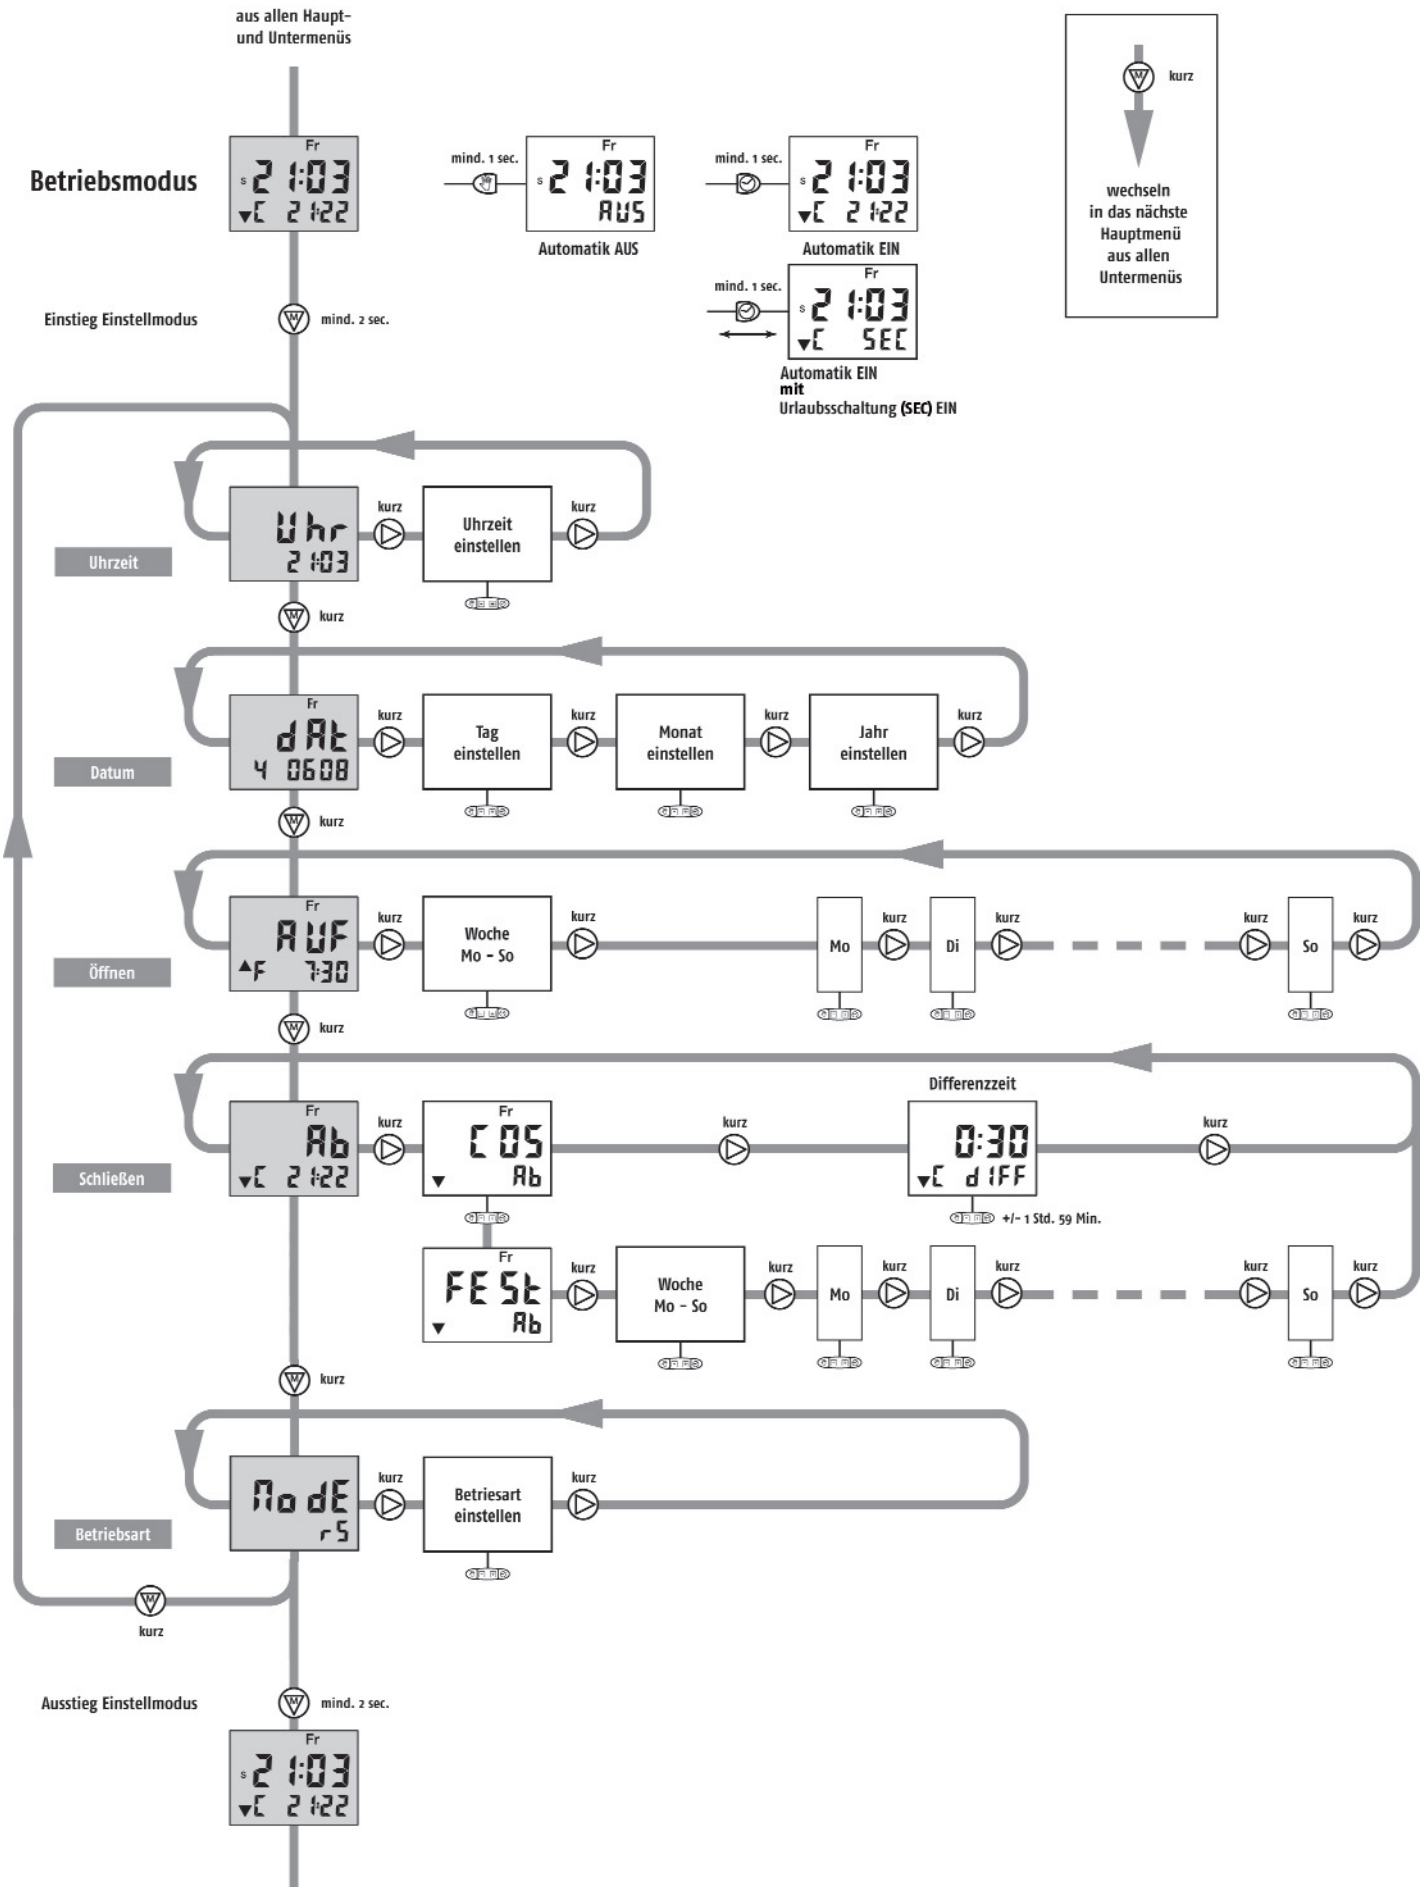 aus allen Haupt-
und Untermenüs
M
kurz
wechseln
in das nächste
Hauptmenü
aus allen
Untermenüs
Betriebsmodus
Fr
s 21:03
▼C 21:22
mind. 1 sec.
Fr
s 21:03
AUS
Automatik AUS
mind. 1 sec.
Fr
s 21:03
▼C 21:22
Automatik EIN
mind. 1 sec.
Fr
s 21:03
▼C SEC
Automatik EIN
mit
Urlaubsschaltung (SEC) EIN
Einstieg Einstellmodus
M
mind. 2 sec.
Uhrzeit
Uhr
21:03
kurz
Uhrzeit
einstellen
kurz
M
kurz
Datum
Fr
dAt
4 0608
kurz
Tag
einstellen
kurz
Monat
einstellen
kurz
Jahr
einstellen
kurz
M
kurz
Öffnen
Fr
AUF
▲F 7:30
kurz
Woche
Mo - So
kurz
Mo
kurz
Di
kurz
kurz
So
kurz
M
kurz
Schließen
Fr
Ab
▼C 21:22
kurz
Fr
COS
▼ Ab
kurz
Differenzzeit
0:30
▼C dIFF
+/- 1 Std. 59 Min.
kurz
Fr
FESt
▼ Ab
kurz
Woche
Mo - So
kurz
Mo
kurz
Di
kurz
kurz
So
kurz
M
kurz
Betriebsart
ModE
rS
kurz
Betriesart
einstellen
kurz
M
kurz
Ausstieg Einstellmodus
M
mind. 2 sec.
Fr
s 21:03
▼C 21:22